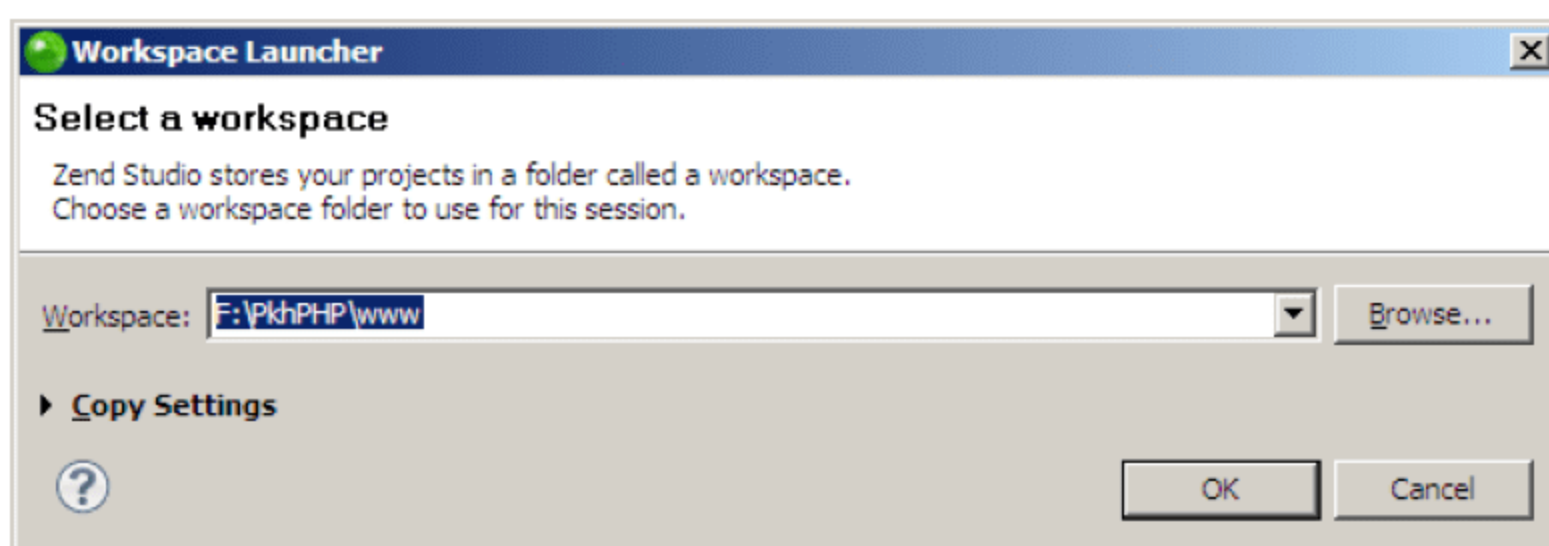 Workspace Launcher
Select a workspace
Zend Studio stores your projects in a folder called a workspace.
Choose a workspace folder to use for this session.
Workspace: F:\PkhPHP\www Browse...
Copy Settings
? OK Cancel